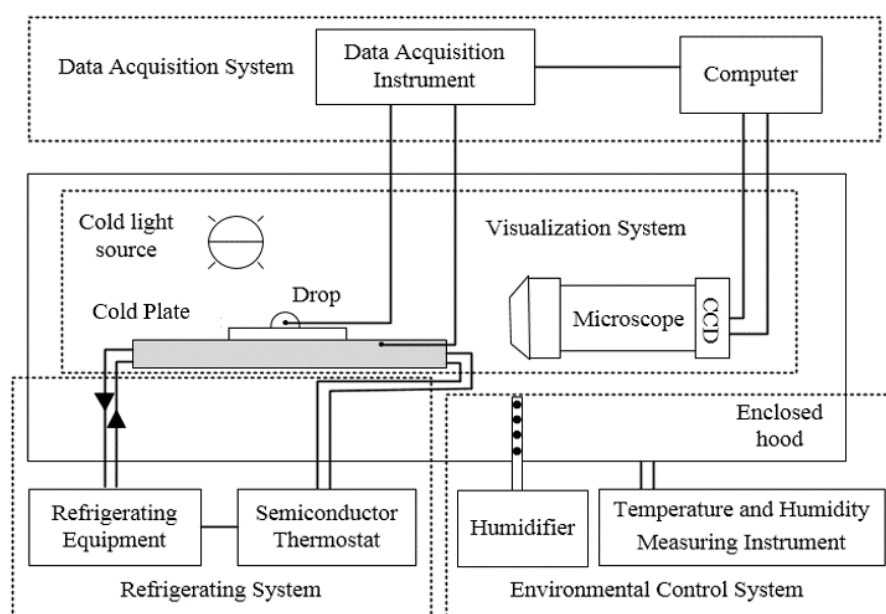 Data Acquisition System
Data Acquisition
Instrument
Computer
Cold light
source
Visualization System
Drop
Cold Plate
Microscope
CCD
Enclosed
hood
Refrigerating
Equipment
Semiconductor
Thermostat
Humidifier
Temperature and Humidity
Measuring Instrument
Refrigerating System
Environmental Control System